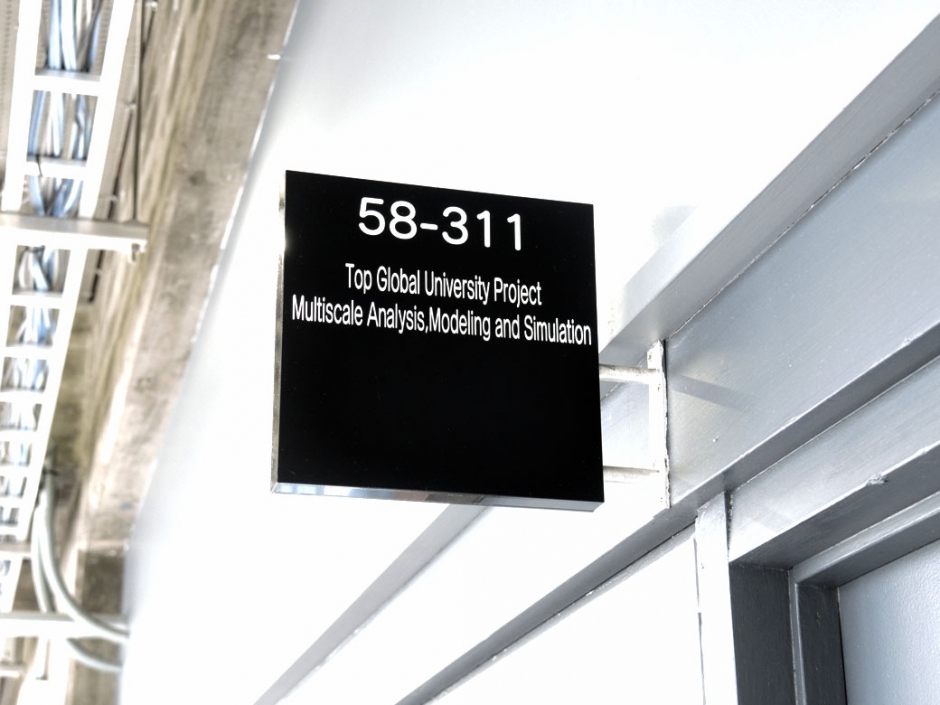 58-311
Top Global University Project
Multiscale Analysis,Modeling and Simulation